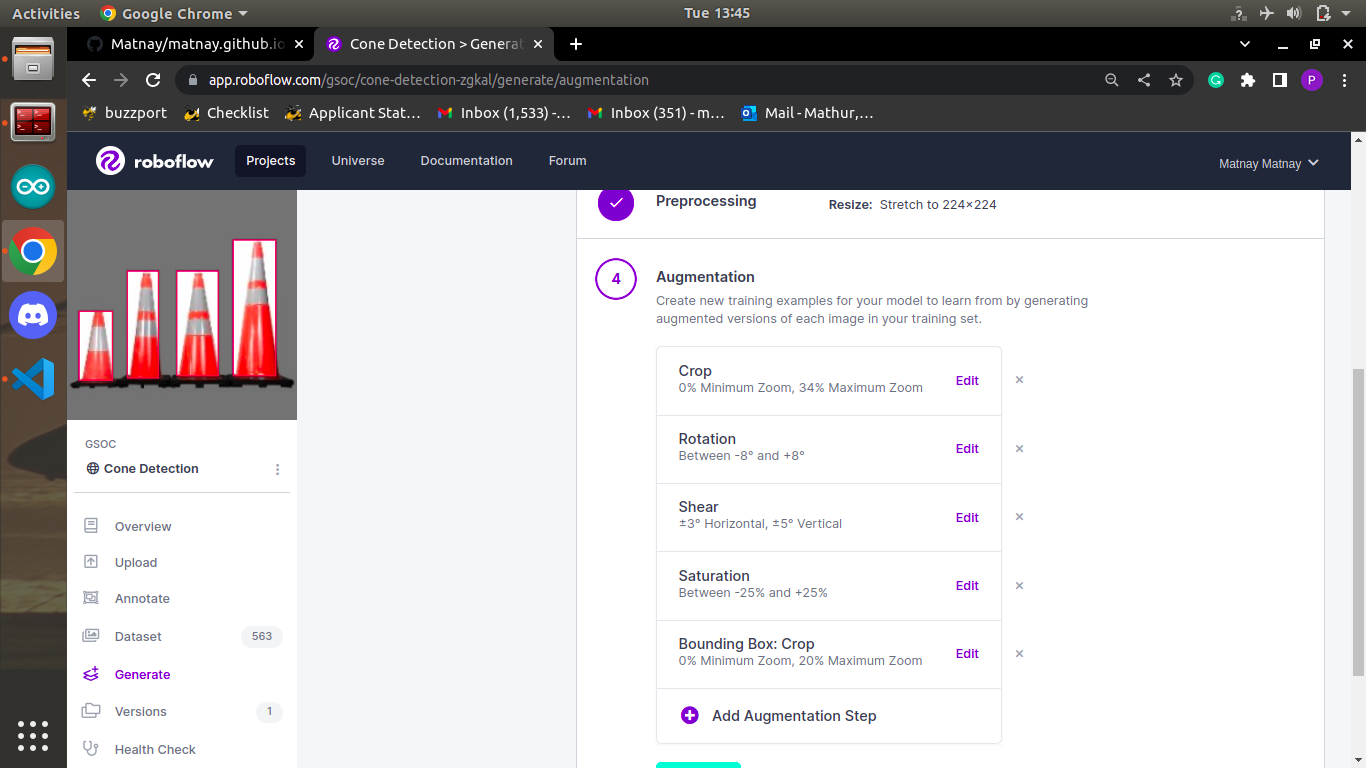 Activities
Google Chrome
Tue 13:45
Matnay/matnay.github.io
Cone Detection > Generat
app.roboflow.com/gsoc/cone-detection-zgkal/generate/augmentation
P
buzzport
Checklist
Applicant Stat...
Inbox (1,533) -...
Inbox (351) - m...
Mail - Mathur,...
roboflow
Projects
Universe
Documentation
Forum
Matnay Matnay
GSOC
Cone Detection
Overview
Upload
Annotate
Dataset
563
Generate
Versions
1
Health Check
Preprocessing
Resize: Stretch to 224×224
4
Augmentation
Create new training examples for your model to learn from by generating
augmented versions of each image in your training set.
Crop
0% Minimum Zoom, 34% Maximum Zoom
Edit
Rotation
Between -8° and +8°
Edit
Shear
±3° Horizontal, ±5° Vertical
Edit
Saturation
Between -25% and +25%
Edit
Bounding Box: Crop
0% Minimum Zoom, 20% Maximum Zoom
Edit
Add Augmentation Step